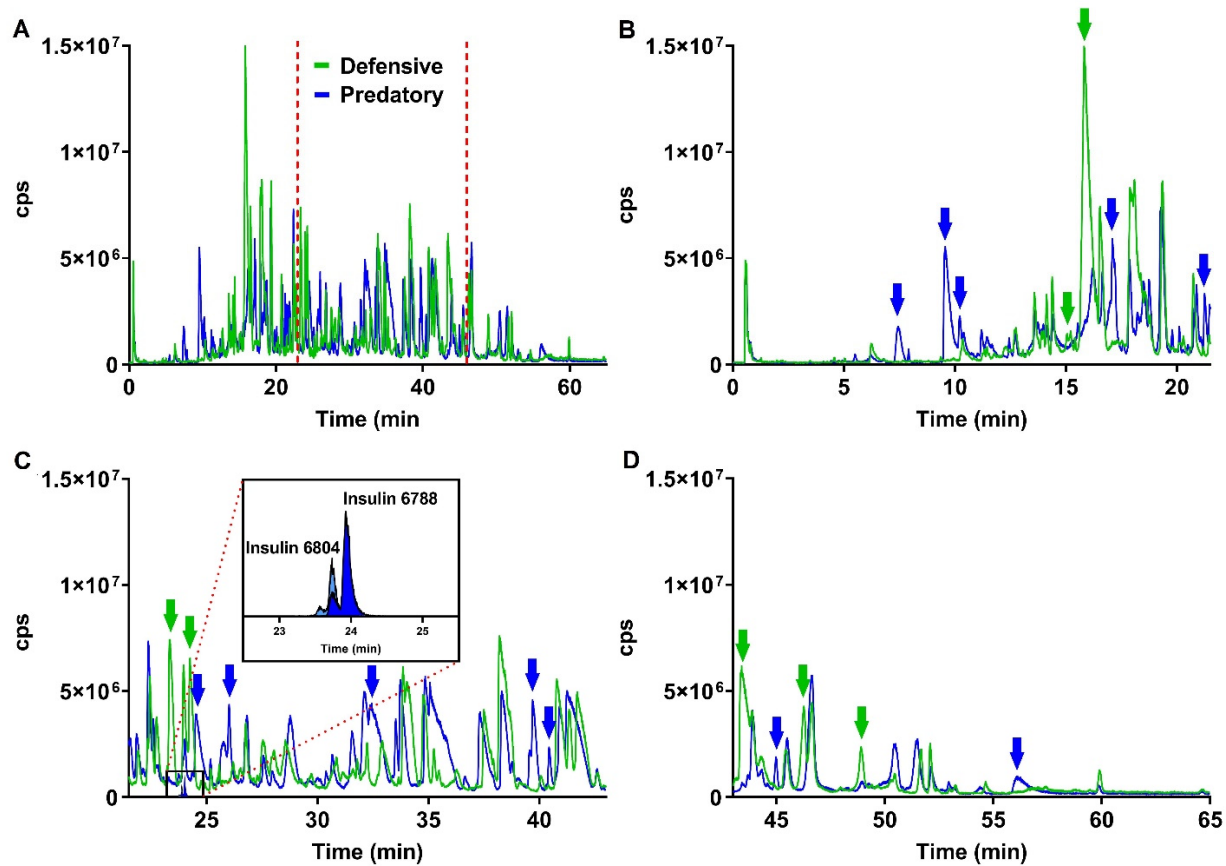 A
1.5×10⁷
1×10⁷
5×10⁶
0
cps
Defensive
Predatory
0 20 40 60
Time (min
B
1.5×10⁷
1×10⁷
5×10⁶
0
cps
0 5 10 15 20
Time (min)
C
1.5×10⁷
1×10⁷
5×10⁶
0
cps
Insulin 6788
Insulin 6804
23 24 25
Time (min)
25 30 35 40
Time (min)
D
1.5×10⁷
1×10⁷
5×10⁶
0
cps
45 50 55 60 65
Time (min)